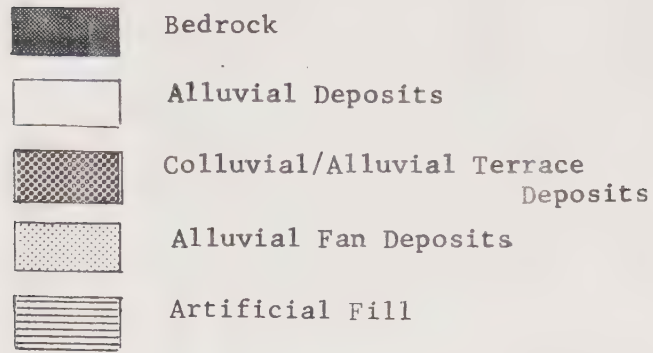 Bedrock
Alluvial Deposits
Colluvial/Alluvial Terrace
Deposits
Alluvial Fan Deposits
Artificial Fill